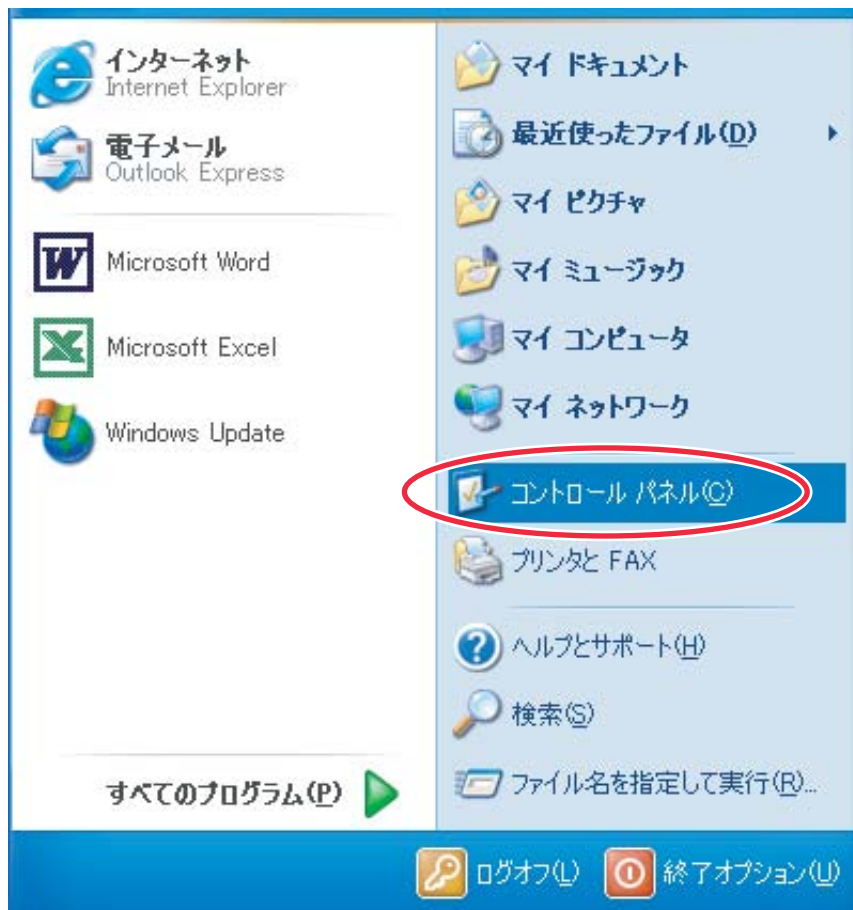 インターネット
Internet Explorer
電子メール
Outlook Express
Microsoft Word
Microsoft Excel
Windows Update
すべてのプログラム(P)
マイ ドキュメント
最近使ったファイル(D)
マイ ピクチャ
マイ ミュージック
マイ コンピュータ
マイ ネットワーク
コントロール パネル(C)
プリンタと FAX
ヘルプとサポート(H)
検索(S)
ファイル名を指定して実行(R)...
ログオフ(L)
終了オプション(U)